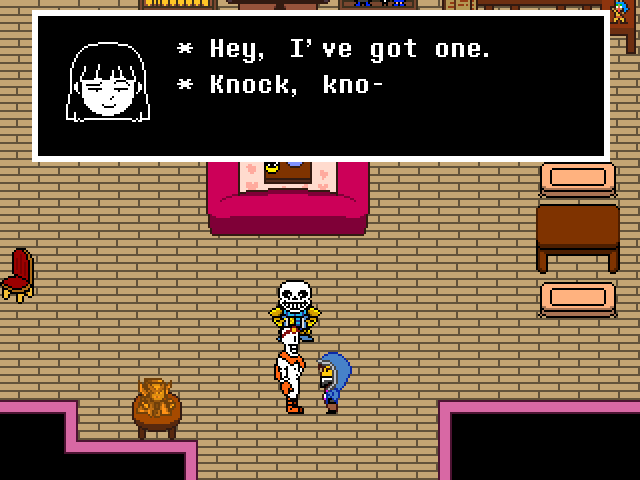 * Hey, I've got one.
* Knock, kno-